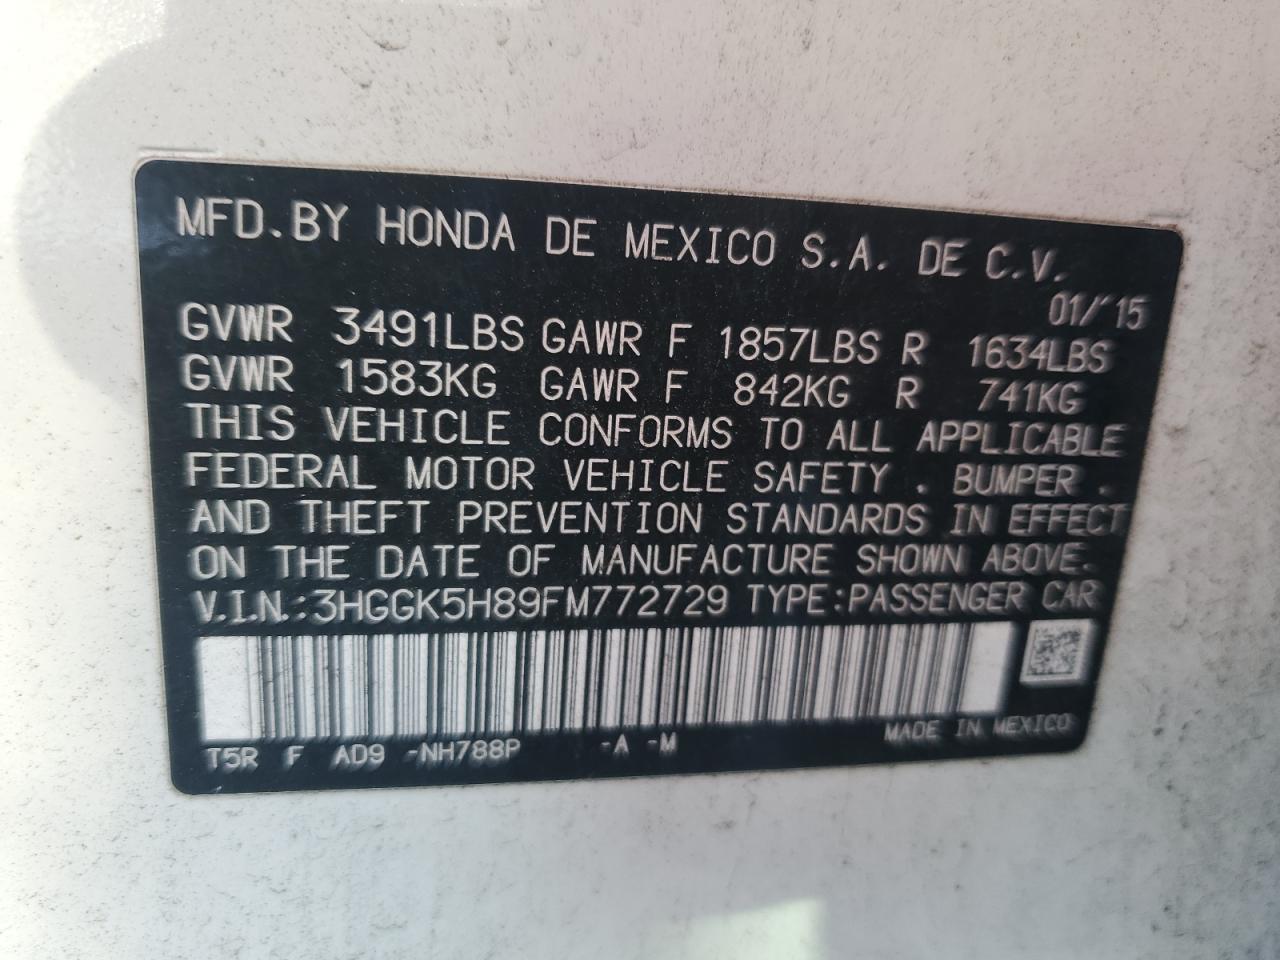 MFD.BY HONDA DE MEXICO S.A. DE C.V.
01/'15
GVWR 3491LBS GAWR F 1857LBS R 1634LBS
GVWR 1583KG GAWR F 842KG R 741KG
THIS VEHICLE CONFORMS TO ALL APPLICABLE
FEDERAL MOTOR VEHICLE SAFETY , BUMPER ,
AND THEFT PREVENTION STANDARDS IN EFFECT
ON THE DATE OF MANUFACTURE SHOWN ABOVE.
V.I.N.:3HGGK5H89FM772729 TYPE:PASSENGER CAR
T5R F AD9 -NH788P -A -M MADE IN MEXICO